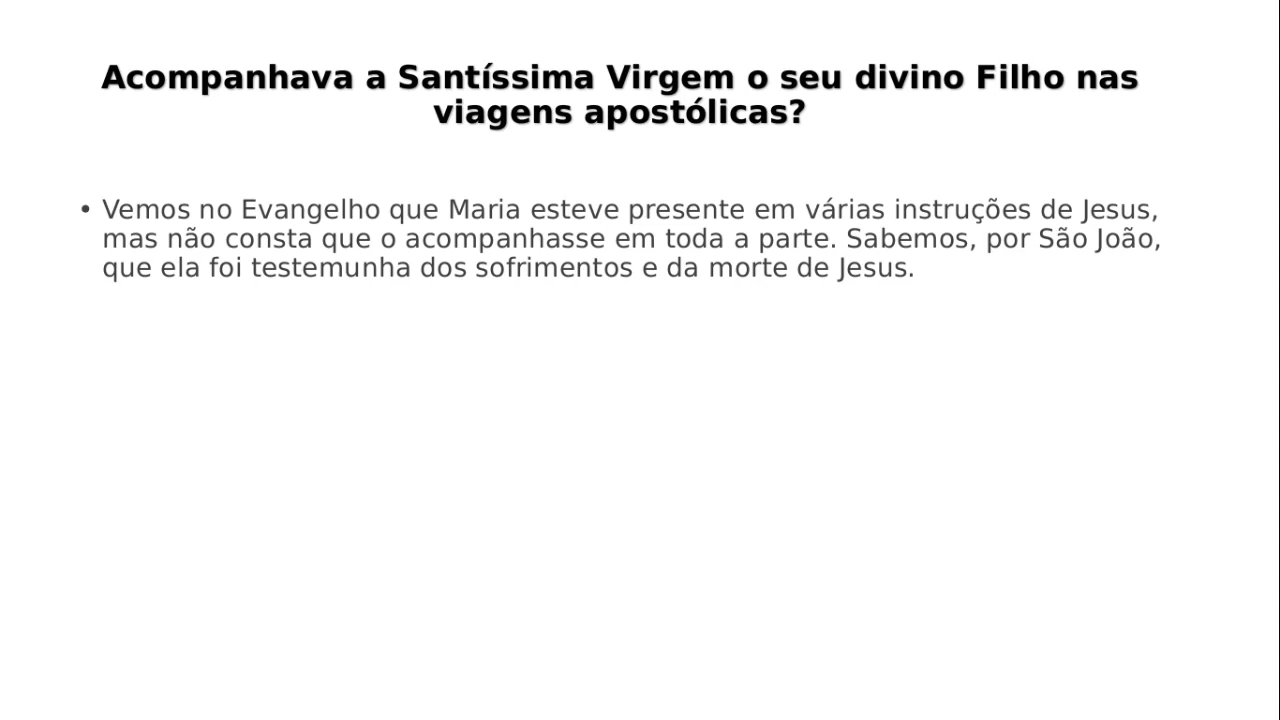 Acompanhava a Santíssima Virgem o seu divino Filho nas
viagens apostólicas?
• Vemos no Evangelho que Maria esteve presente em várias instruções de Jesus,
mas não consta que o acompanhasse em toda a parte. Sabemos, por São João,
que ela foi testemunha dos sofrimentos e da morte de Jesus.